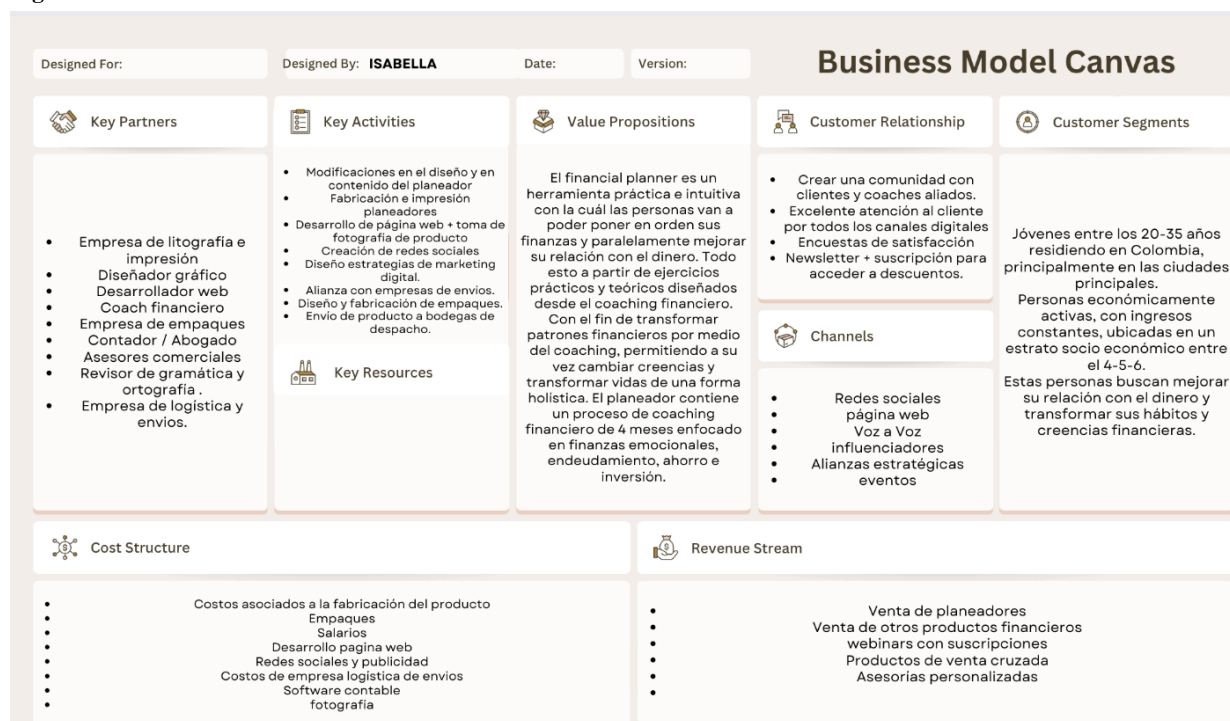 Designed For:
Designed By: ISABELLA
Date:
Version:
Business Model Canvas
Key Partners
Empresa de litografía e
impresión
Diseñador gráfico
Desarrollador web
Coach financiero
Empresa de empaques
Contador / Abogado
Asesores comerciales
Revisor de gramática y
ortografía .
Empresa de logística y
envios.
Key Activities
Modificaciones en el diseño y en
contenido del planeador
Fabricación e impresión
planeadores
Desarrollo de página web + toma de
fotografía de producto
Creación de redes sociales
Diseño estrategias de marketing
digital.
Alianza con empresas de envíos.
Diseño y fabricación de empaques.
Envío de producto a bodegas de
despacho.
Key Resources
Value Propositions
El financial planner es un
herramienta práctica e intuitiva
con la cuál las personas van a
poder poner en orden sus
finanzas y paralelamente mejorar
su relación con el dinero. Todo
esto a partir de ejercicios
prácticos y teóricos diseñados
desde el coaching financiero.
Con el fin de transformar
patrones financieros por medio
del coaching, permitiendo a su
vez cambiar creencias y
transformar vidas de una forma
holística. El planeador contiene
un proceso de coaching
financiero de 4 meses enfocado
en finanzas emocionales,
endeudamiento, ahorro e
inversión.
Customer Relationship
Crear una comunidad con
clientes y coaches aliados.
Excelente atención al cliente
por todos los canales digitales
Encuestas de satisfacción
Newsletter + suscripción para
acceder a descuentos.
Channels
Redes sociales
página web
Voz a Voz
influenciadores
Alianzas estratégicas
eventos
Customer Segments
Jóvenes entre los 20-35 años
residiendo en Colombia,
principalmente en las ciudades
principales.
Personas económicamente
activas, con ingresos
constantes, ubicadas en un
estrato socio económico entre
el 4-5-6.
Estas personas buscan mejorar
su relación con el dinero y
transformar sus hábitos y
creencias financieras.
Cost Structure
Costos asociados a la fabricación del producto
Empaques
Salarios
Desarrollo pagina web
Redes sociales y publicidad
Costos de empresa logística de envios
Software contable
fotografía
Revenue Stream
Venta de planeadores
Venta de otros productos financieros
webinars con suscripciones
Productos de venta cruzada
Asesorías personalizadas